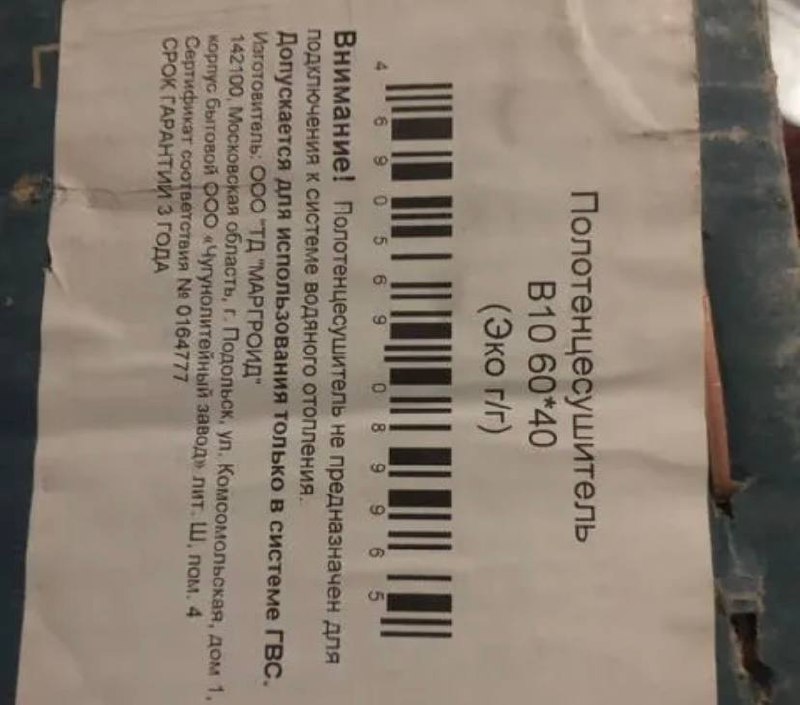 Полотенцесушитель
В10 60*40
(Эко г/г)
4 690569 089965
Внимание! Полотенцесушитель не предназначен для
подключения к системе водяного отопления.
Допускается для использования только в системе ГВС.
Изготовитель: ООО "ТД "МАРГРОИД"
142100, Московская область, г. Подольск, ул. Комсомольская, дом 1,
корпус бытовой ООО «Чугунолитейный завод» лит. Ш, пом. 4
Сертификат соответствия № 0164777
СРОК ГАРАНТИИ 3 ГОДА